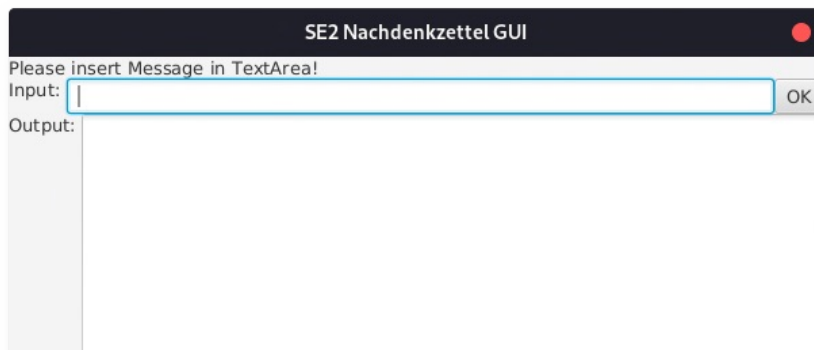 SE2 Nachdenkzettel GUI
Please insert Message in TextArea!
Input:
OK
Output: